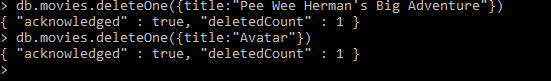 > db.movies.deleteOne({title:"Pee Wee Herman's Big Adventure"})
{ "acknowledged" : true, "deletedCount" : 1 }
> db.movies.deleteOne({title:"Avatar"})
{ "acknowledged" : true, "deletedCount" : 1 }
>